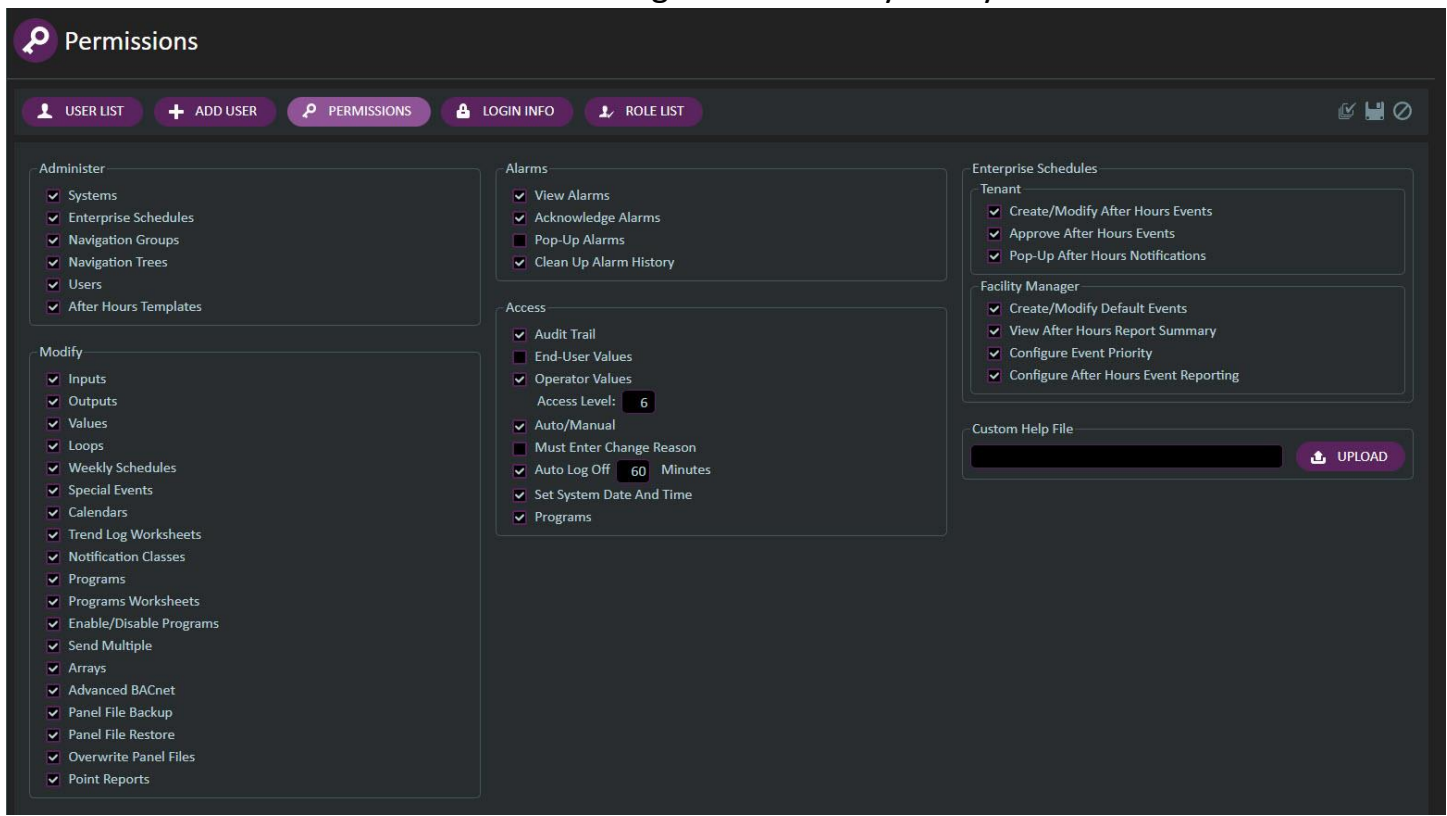 Permissions
USER LIST
ADD USER
PERMISSIONS
LOGIN INFO
ROLE LIST
Administer
Systems
Enterprise Schedules
Navigation Groups
Navigation Trees
Users
After Hours Templates
Modify
Inputs
Outputs
Values
Loops
Weekly Schedules
Special Events
Calendars
Trend Log Worksheets
Notification Classes
Programs
Programs Worksheets
Enable/Disable Programs
Send Multiple
Arrays
Advanced BACnet
Panel File Backup
Panel File Restore
Overwrite Panel Files
Point Reports
Alarms
View Alarms
Acknowledge Alarms
Pop-Up Alarms
Clean Up Alarm History
Access
Audit Trail
End-User Values
Operator Values
Access Level: 6
Auto/Manual
Must Enter Change Reason
Auto Log Off 60 Minutes
Set System Date And Time
Programs
Enterprise Schedules
Tenant
Create/Modify After Hours Events
Approve After Hours Events
Pop-Up After Hours Notifications
Facility Manager
Create/Modify Default Events
View After Hours Report Summary
Configure Event Priority
Configure After Hours Event Reporting
Custom Help File
UPLOAD